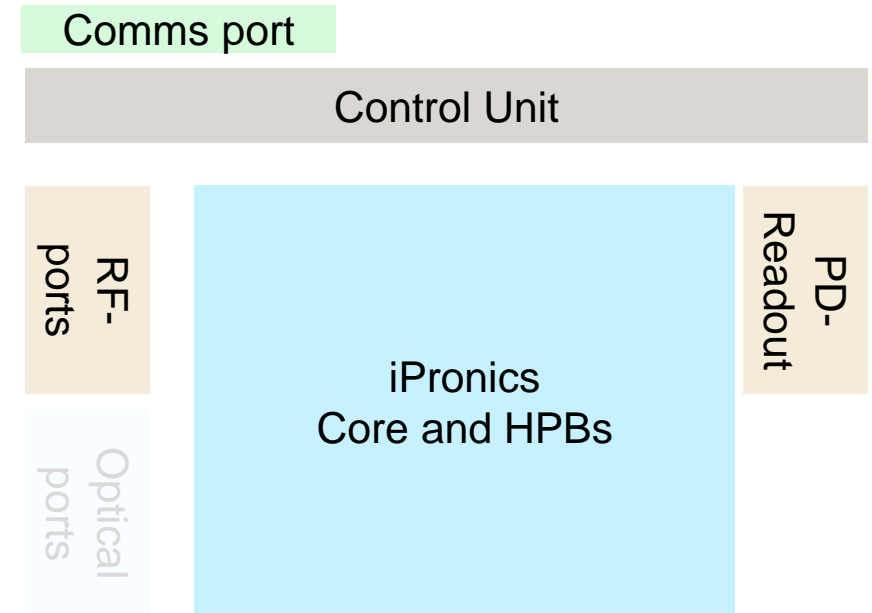 Comms port
Control Unit
RF-
ports
PD-
Readout
iPronics
Core and HPBs
Optical
ports